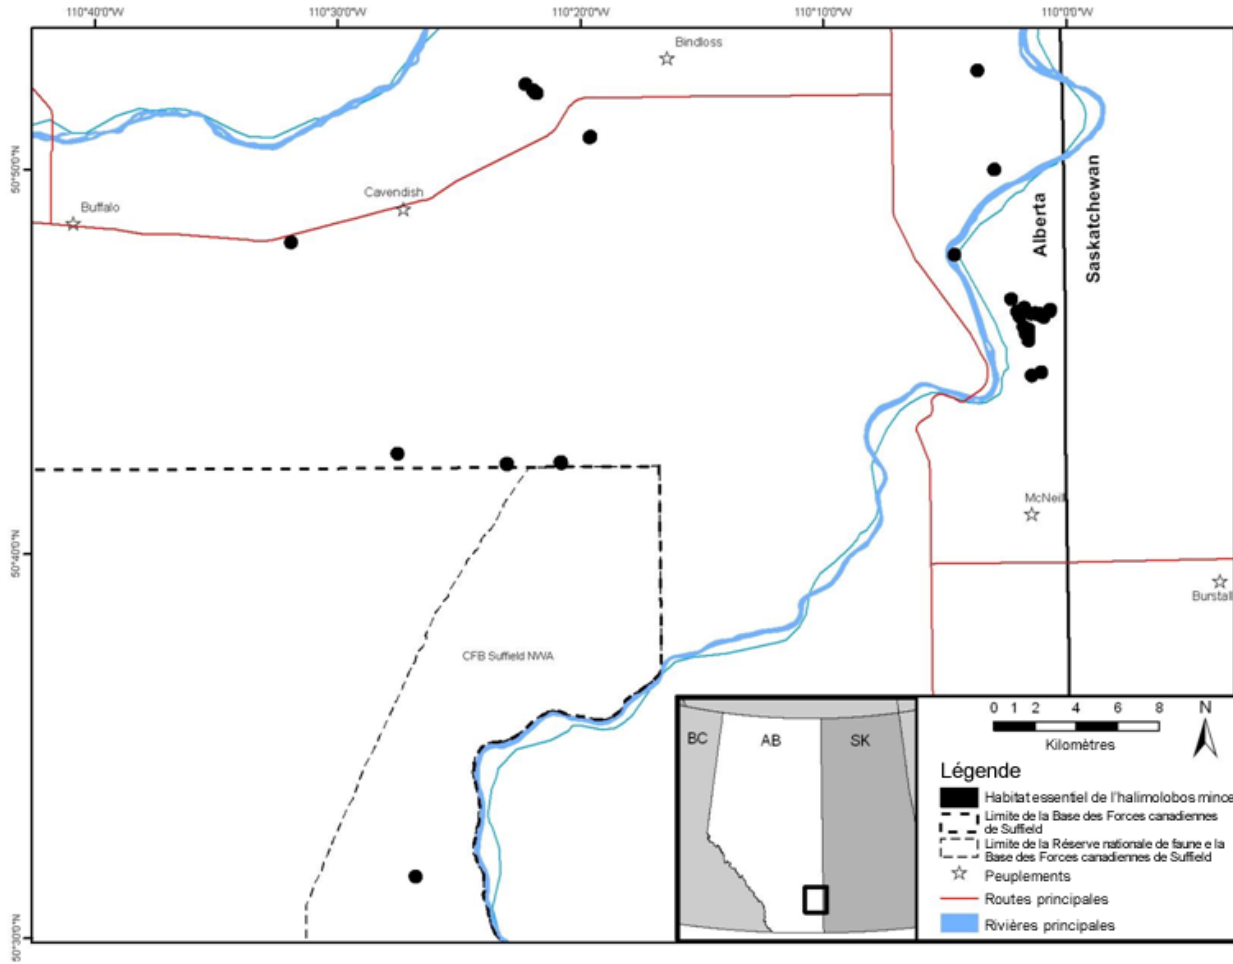 110°40'0"W
110°30'0"W
110°20'0"W
110°10'0"W
110°0'0"W
Bindloss
50°50'0"N
Cavendish
Buffalo
Alberta
Saskatchewan
McNeill
50°40'0"N
Burstall
CFB Suffield NWA
50°30'0"N
BC
AB
SK
0 1 2 4 6 8
N
Kilomètres
Légende
Habitat essentiel de l'halimolobos mince
Limite de la Base des Forces canadiennes
de Suffield
Limite de la Réserve nationale de faune e la
Base des Forces canadiennes de Suffield
Peuplements
Routes principales
Rivières principales